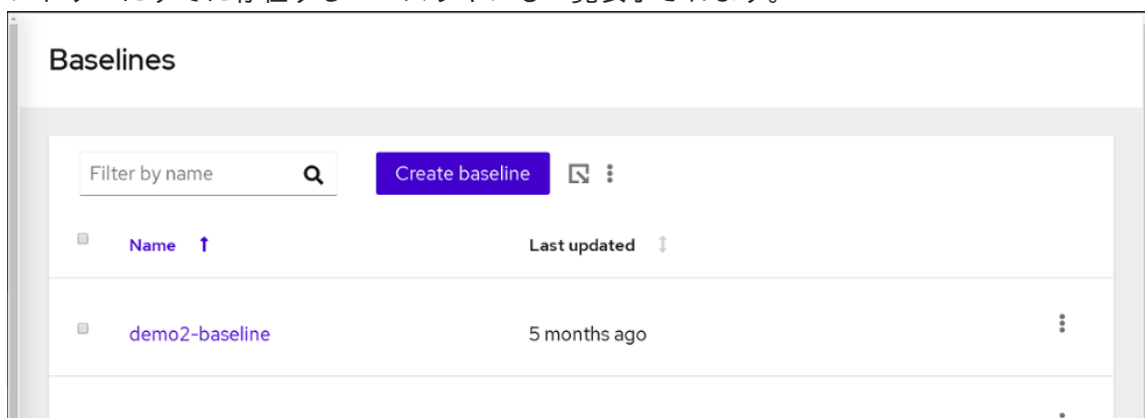 Baselines
Filter by name
Create baseline
Name
Last updated
demo2-baseline
5 months ago